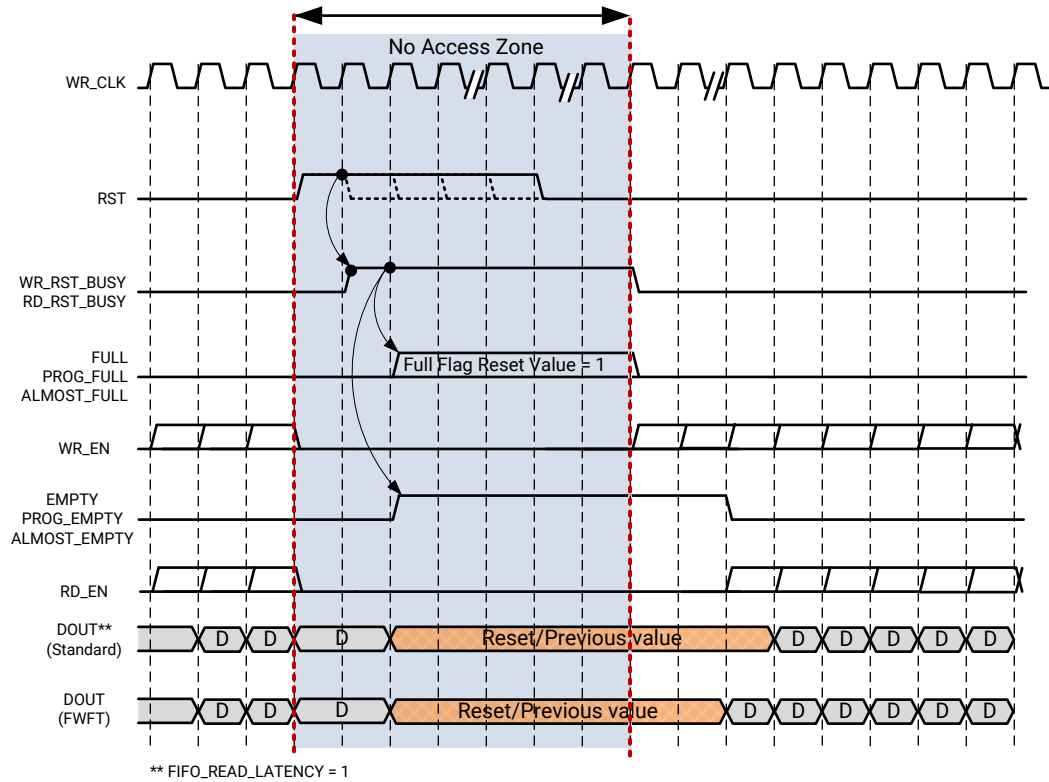 No Access Zone
WR_CLK
RST
WR_RST_BUSY
RD_RST_BUSY
FULL
PROG_FULL
ALMOST_FULL
Full Flag Reset Value = 1
WR_EN
EMPTY
PROG_EMPTY
ALMOST_EMPTY
RD_EN
DOUT**
(Standard)
D D D Reset/Previous value D D D D D
DOUT
(FWFT)
D D D Reset/Previous value D D D D D D
** FIFO_READ_LATENCY = 1